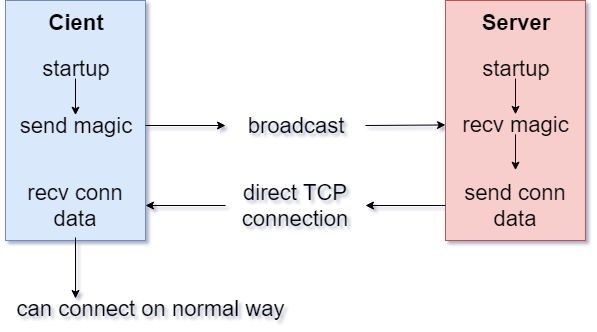 Cient
Server
startup
startup
send magic
broadcast
recv magic
recv conn
data
direct TCP
connection
send conn
data
can connect on normal way